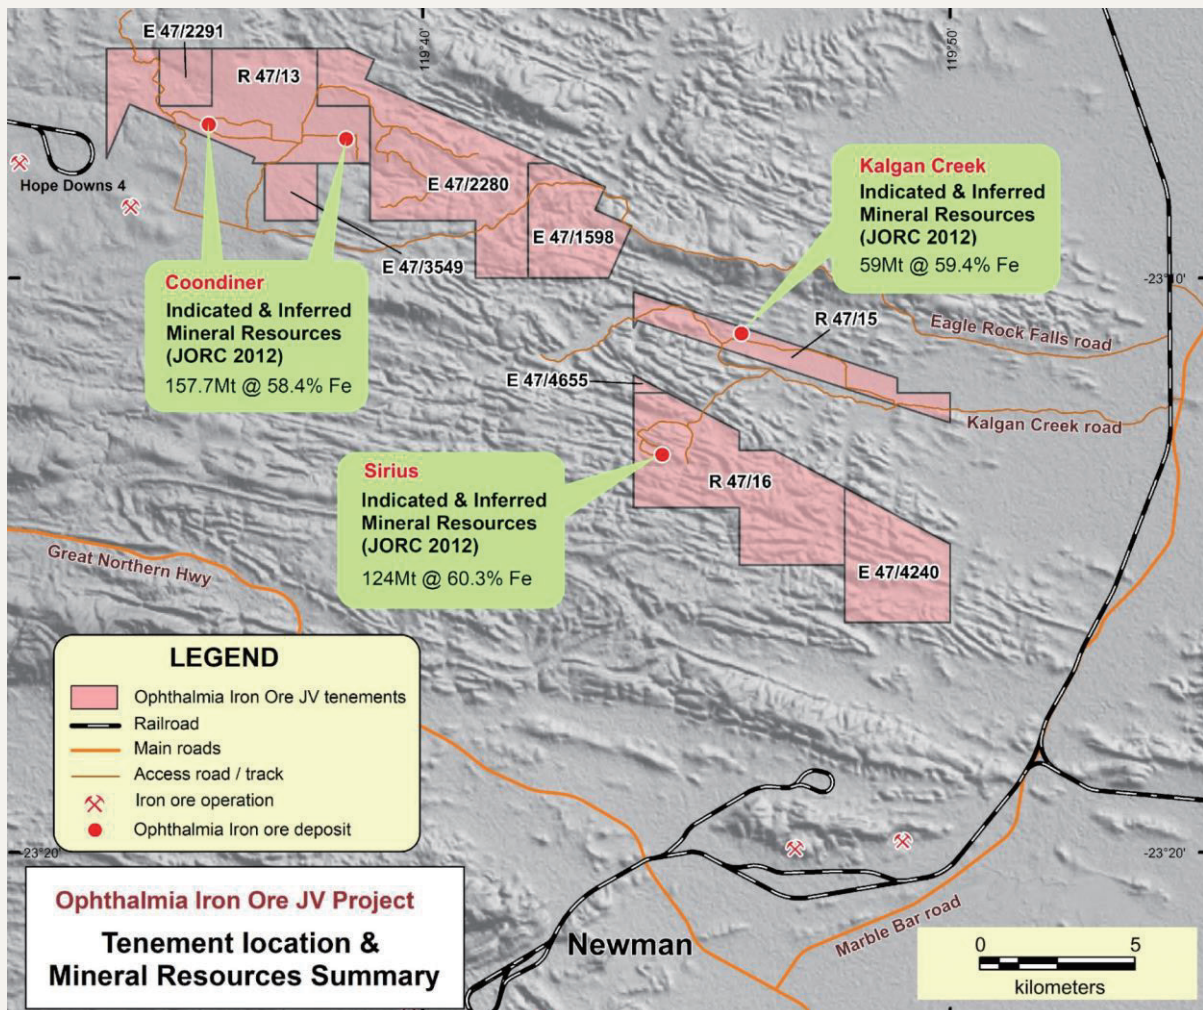 E 47/2291
R 47/13
119°40'
119°50'
Hope Downs 4
E 47/2280
E 47/1598
E 47/3549
Kalgan Creek
Indicated & Inferred
Mineral Resources
(JORC 2012)
59Mt @ 59.4% Fe
-23°10'
Coondiner
Indicated & Inferred
Mineral Resources
(JORC 2012)
157.7Mt @ 58.4% Fe
R 47/15
Eagle Rock Falls road
E 47/4655
Kalgan Creek road
Sirius
Indicated & Inferred
Mineral Resources
(JORC 2012)
124Mt @ 60.3% Fe
R 47/16
E 47/4240
Great Northern Hwy
LEGEND
Ophthalmia Iron Ore JV tenements
Railroad
Main roads
Access road / track
Iron ore operation
Ophthalmia Iron ore deposit
-23°20'
-23°20'
Ophthalmia Iron Ore JV Project
Tenement location &
Mineral Resources Summary
Newman
Marble Bar road
0 5
kilometers